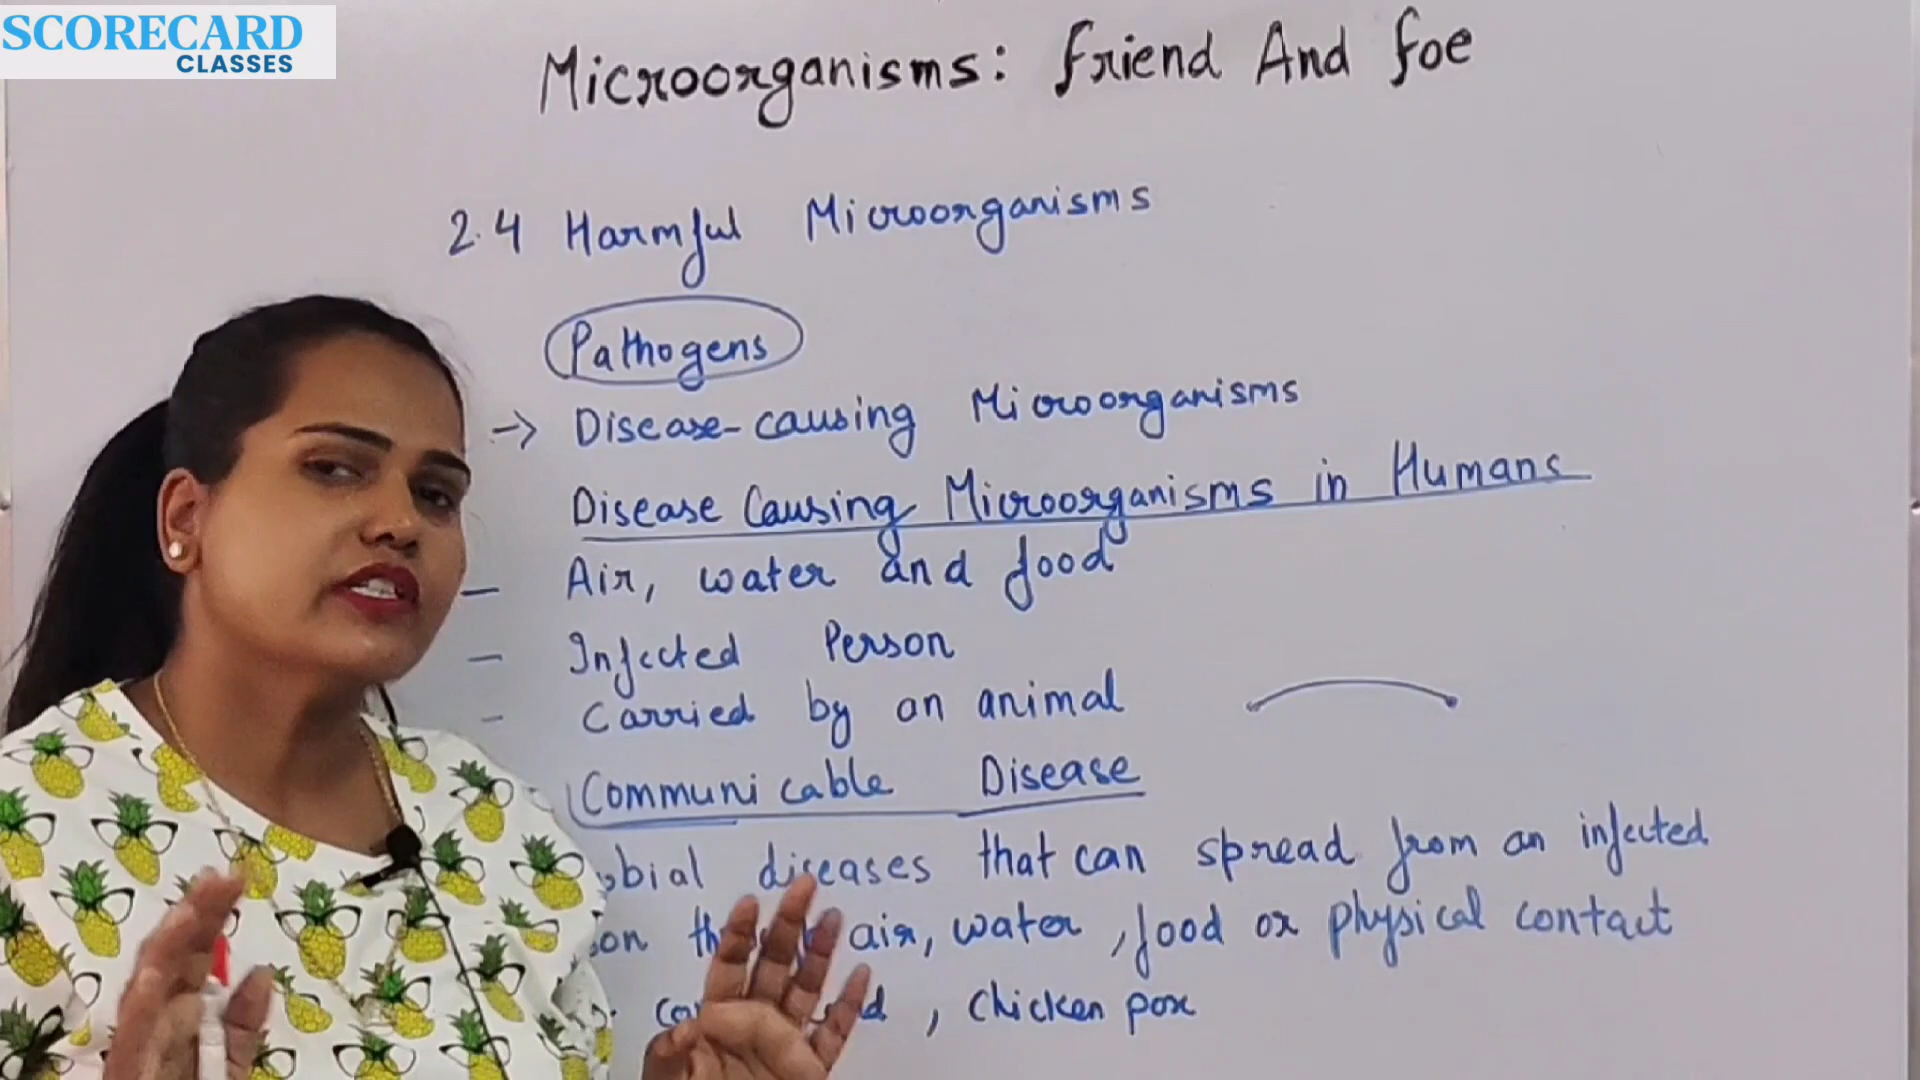 SCORECARD
CLASSES
Microorganisms: Friend And Foe
2.4 Harmful Microorganisms
Pathogens
→ Disease-causing Microorganisms
Disease Causing Microorganisms in Humans
- Air, water and food
- Infected Person
- Carried by an animal
Communicable Disease
diseases that can spread from an infected
air, water, food or physical contact
, Chicken pox